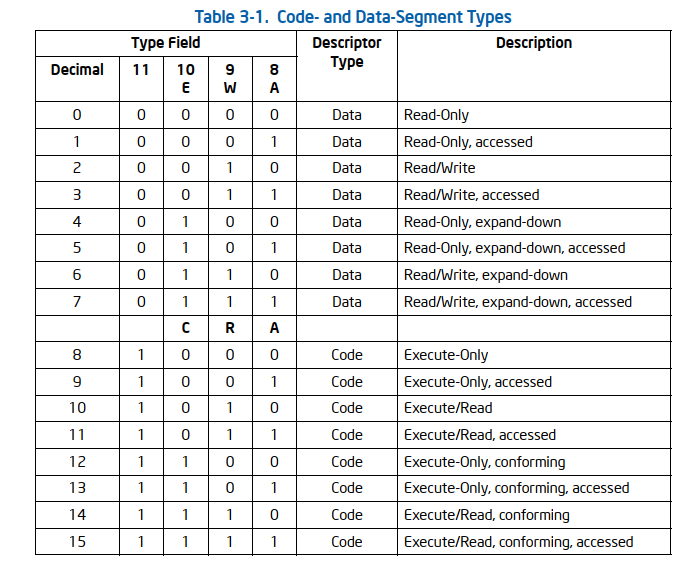 Table 3-1. Code- and Data-Segment Types
Type Field Descriptor Type Description
Decimal 11 10 E 9 W 8 A
0 0 0 0 0 Data Read-Only
1 0 0 0 1 Data Read-Only, accessed
2 0 0 1 0 Data Read/Write
3 0 0 1 1 Data Read/Write, accessed
4 0 1 0 0 Data Read-Only, expand-down
5 0 1 0 1 Data Read-Only, expand-down, accessed
6 0 1 1 0 Data Read/Write, expand-down
7 0 1 1 1 Data Read/Write, expand-down, accessed
C R A
8 1 0 0 0 Code Execute-Only
9 1 0 0 1 Code Execute-Only, accessed
10 1 0 1 0 Code Execute/Read
11 1 0 1 1 Code Execute/Read, accessed
12 1 1 0 0 Code Execute-Only, conforming
13 1 1 0 1 Code Execute-Only, conforming, accessed
14 1 1 1 0 Code Execute/Read, conforming
15 1 1 1 1 Code Execute/Read, conforming, accessed